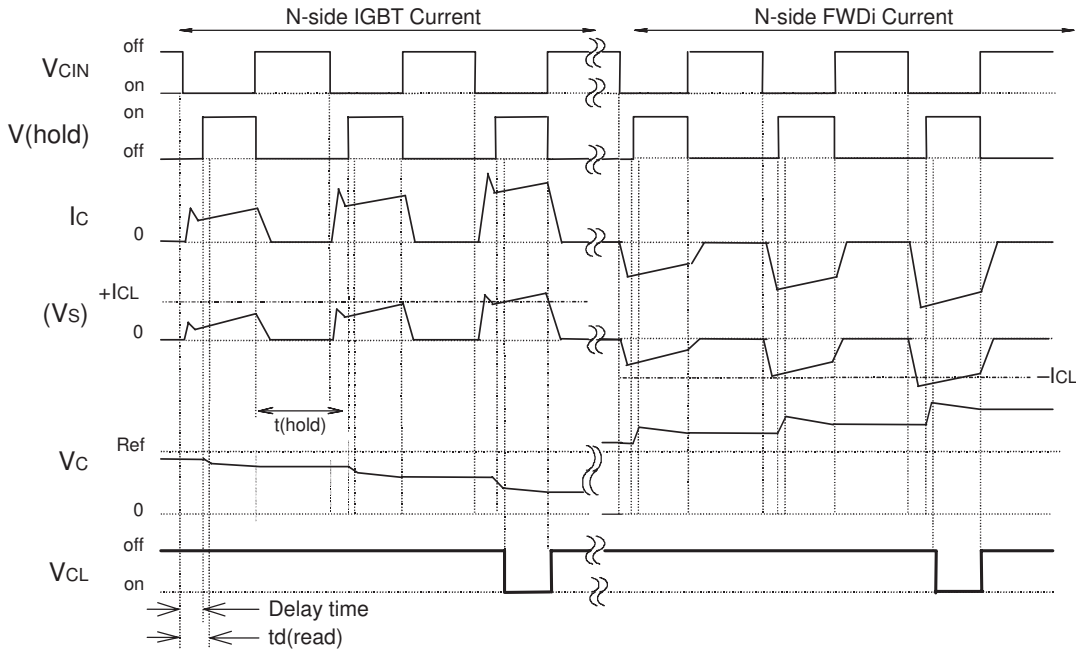 N-side IGBT Current
N-side FWDi Current
VCIN
off
on
V(hold)
on
off
IC
0
+ICL
(VS)
0
−ICL
t(hold)
Ref
VC
0
VCL
off
on
Delay time
td(read)